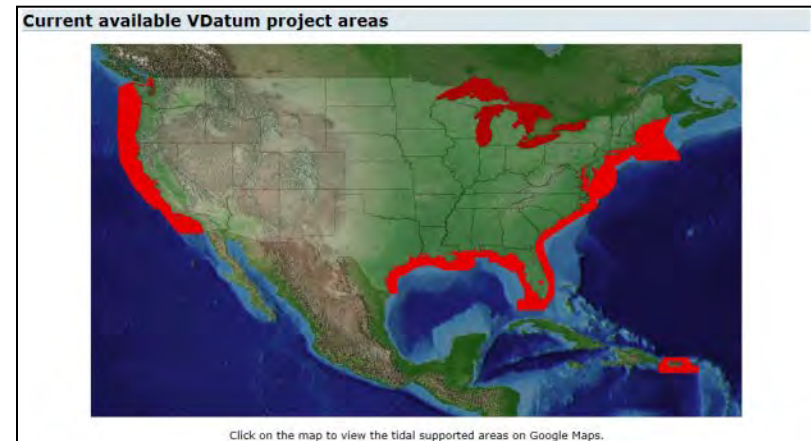 Current available VDatum project areas
Click on the map to view the tidal supported areas on Google Maps.